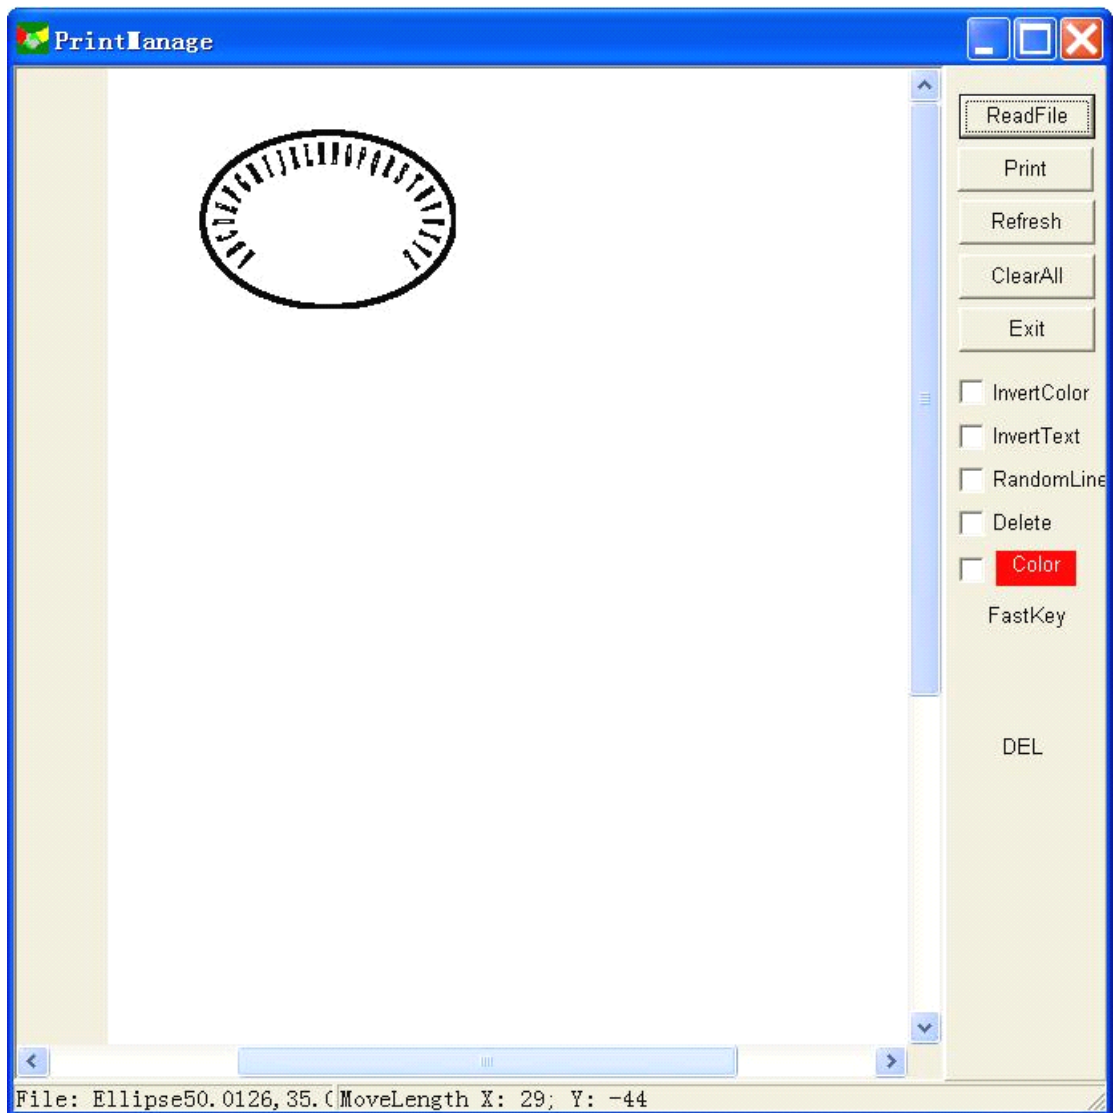 PrintManage
ABCDEFGHIJKLMNOPQRSTUVWXYZ
ReadFile
Print
Refresh
ClearAll
Exit
InvertColor
InvertText
RandomLine
Delete
Color
FastKey
DEL
File: Ellipse50.0126,35.( MoveLength X: 29; Y: -44